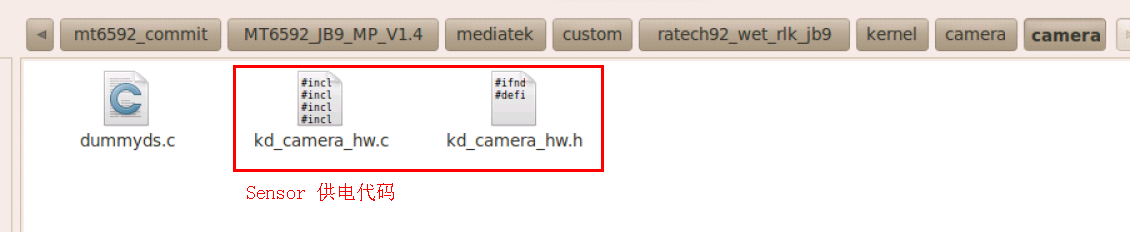 mt6592_commit MT6592_JB9_MP_V1.4 mediatek custom ratech92_wet_rlk_jb9 kernel camera camera
#incl
#incl
#incl
#incl
#ifnd
#defi
dummyds.c kd_camera_hw.c kd_camera_hw.h
Sensor 供电代码